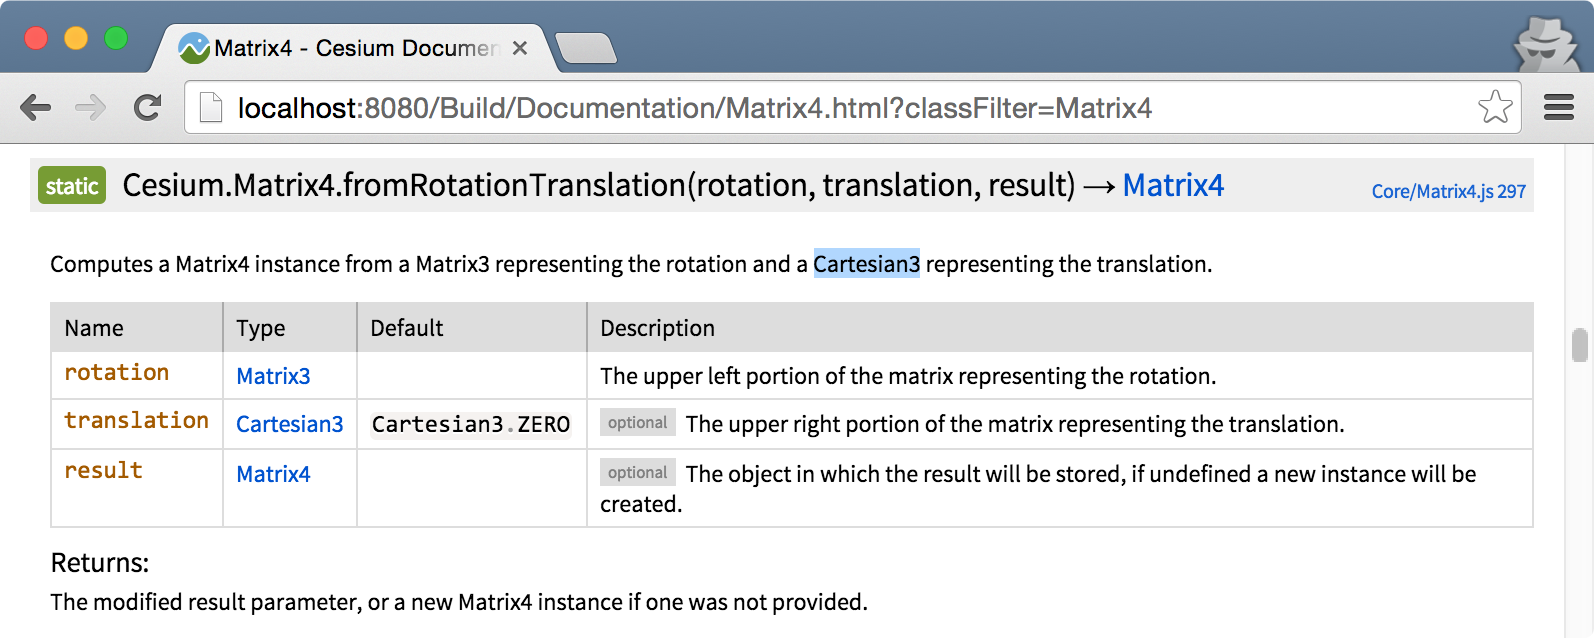 Matrix4 - Cesium Documen
localhost:8080/Build/Documentation/Matrix4.html?classFilter=Matrix4
static Cesium.Matrix4.fromRotationTranslation(rotation, translation, result) → Matrix4 Core/Matrix4.js 297
Computes a Matrix4 instance from a Matrix3 representing the rotation and a Cartesian3 representing the translation.
Name Type Default Description
rotation Matrix3 The upper left portion of the matrix representing the rotation.
translation Cartesian3 Cartesian3.ZERO optional The upper right portion of the matrix representing the translation.
result Matrix4 optional The object in which the result will be stored, if undefined a new instance will be
created.
Returns:
The modified result parameter, or a new Matrix4 instance if one was not provided.